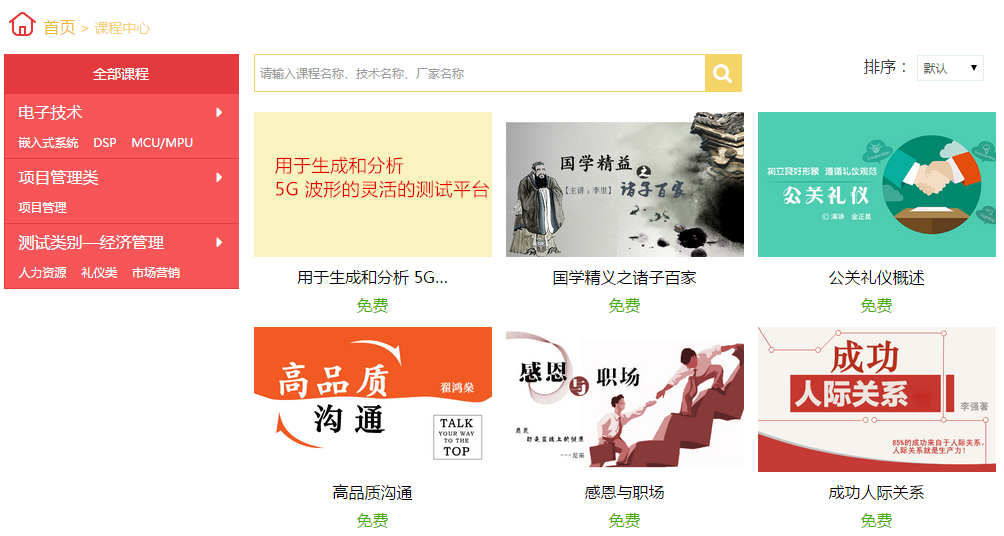 首页 > 课程中心
全部课程
电子技术
嵌入式系统 DSP MCU/MPU
项目管理类
项目管理
测试类别—经济管理
人力资源 礼仪类 市场营销
请输入课程名称、技术名称、厂家名称
排序： 默认
用于生成和分析
5G 波形的灵活的测试平台
用于生成和分析 5G...
免费
国学精益之
【主讲：李里】
诸子百家
国学精义之诸子百家
免费
树立良好形象 遵循礼仪规范
公关礼仪
© 演讲 金正昆
公关礼仪概述
免费
高品质
沟通
翟鸿燊
TALK
YOUR WAY
TO THE
TOP
高品质沟通
免费
感恩与职场
感恩
即是灵魂上的健康
---尼采
感恩与职场
免费
成功
人际关系
李强著
85%的成功来自于人际关系，
人际关系就是生产力！
成功人际关系
免费